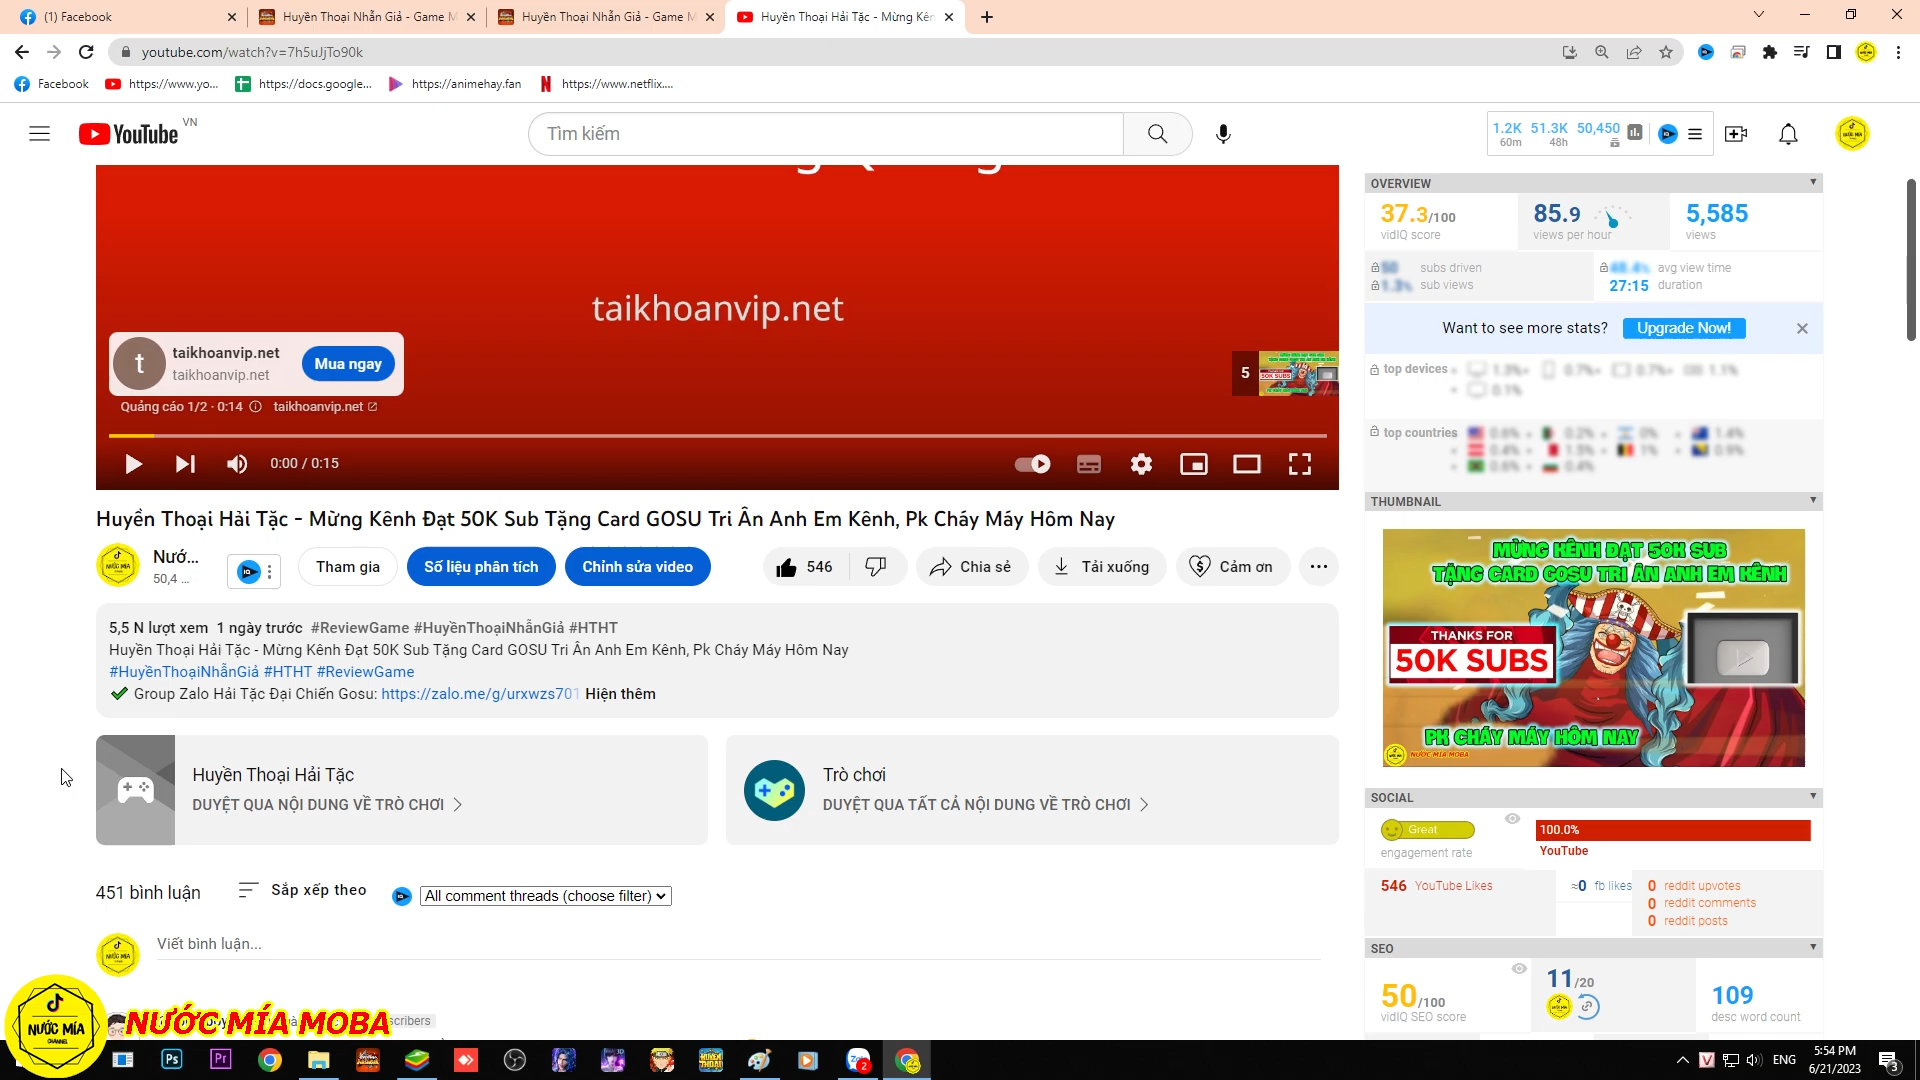 (1) Facebook
Huyền Thoại Nhẫn Giả - Game M
Huyền Thoại Nhẫn Giả - Game M
Huyền Thoại Hải Tặc - Mừng Kên
youtube.com/watch?v=7h5uJjTo90k
Facebook
https://www.yo...
https://docs.google...
https://animehay.fan
https://www.netflix....
YouTube VN
Tìm kiếm
1.2K 51.3K 50,450
60m 48h
taikhoanvip.net
t
taikhoanvip.net
taikhoanvip.net
Mua ngay
5
Quảng cáo 1/2 · 0:14 taikhoanvip.net
0:00 / 0:15
Huyền Thoại Hải Tặc - Mừng Kênh Đạt 50K Sub Tặng Card GOSU Tri Ân Anh Em Kênh, Pk Cháy Máy Hôm Nay
Nướ...
50,4 ...
Tham gia
Số liệu phân tích
Chỉnh sửa video
546
Chia sẻ
Tải xuống
Cảm ơn
5,5 N lượt xem 1 ngày trước #ReviewGame #HuyềnThoạiNhẫnGiả #HTHT
Huyền Thoại Hải Tặc - Mừng Kênh Đạt 50K Sub Tặng Card GOSU Tri Ân Anh Em Kênh, Pk Cháy Máy Hôm Nay
#HuyềnThoạiNhẫnGiả #HTHT #ReviewGame
Group Zalo Hải Tặc Đại Chiến Gosu: https://zalo.me/g/urxwzs701 Hiện thêm
Huyền Thoại Hải Tặc
DUYỆT QUA NỘI DUNG VỀ TRÒ CHƠI
Trò chơi
DUYỆT QUA TẤT CẢ NỘI DUNG VỀ TRÒ CHƠI
451 bình luận
Sắp xếp theo
All comment threads (choose filter)
Viết bình luận...
scribers
NƯỚC MÍA
CHANNEL
NƯỚC MÍA MOBA
OVERVIEW
37.3/100
vidIQ score
85.9
views per hour
5,585
views
subs driven
sub views
avg view time
27:15 duration
Want to see more stats?
Upgrade Now!
top devices
top countries
THUMBNAIL
MỪNG KÊNH ĐẠT 50K SUB
TẶNG CARD GOSU TRI ÂN ANH EM KÊNH
THANKS FOR
50K SUBS
PK CHÁY MÁY HÔM NAY
NƯỚC MÍA MOBA
SOCIAL
Great
engagement rate
100.0%
YouTube
546 YouTube Likes
≈0 fb likes
0 reddit upvotes
0 reddit comments
0 reddit posts
SEO
50/100
vidIQ SEO score
11/20
109
desc word count
Ps
Pr
2
ENG
5:54 PM
6/21/2023
3